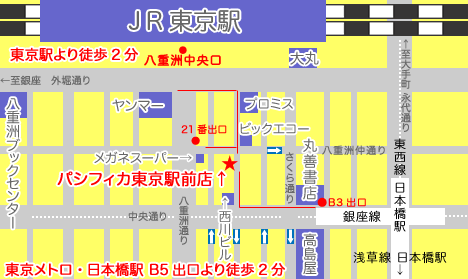 JR東京駅
東京駅より徒歩2分
八重洲中央口
大丸
←至銀座 外堀通り
↑至大手町 永代通り
ヤンマー
プロミス
ビックエコー
21番出口
八重洲ブックセンター
メガネスーパー→
八重洲仲通り
さくら通り
丸善書店
東西線 日本橋駅
パシフィカ東京駅前店↑
B3出口
中央通り
八重洲通り
←西川ビル
銀座線
高島屋
浅草線 日本橋駅↓
東京メトロ・日本橋駅 B5出口より徒歩2分